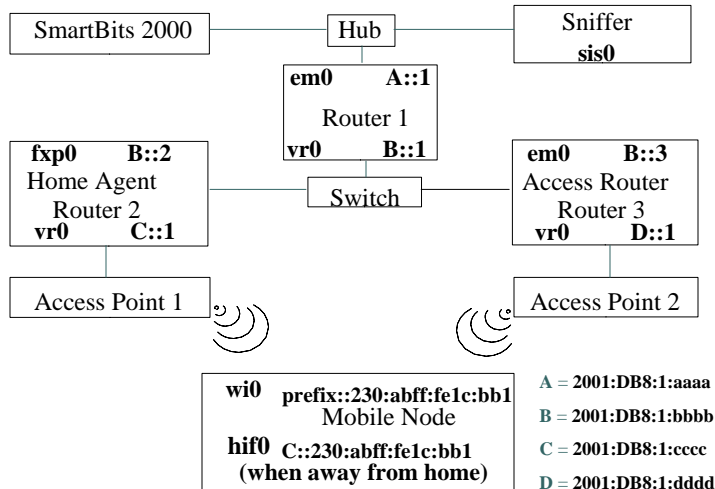 SmartBits 2000
Hub
Sniffer
sis0
em0 A::1
Router 1
vr0 B::1
fxp0 B::2
Home Agent
Router 2
vr0 C::1
Switch
em0 B::3
Access Router
Router 3
vr0 D::1
Access Point 1
Access Point 2
wi0 prefix::230:abff:fe1c:bb1
Mobile Node
hif0 C::230:abff:fe1c:bb1
(when away from home)
A = 2001:DB8:1:aaaa
B = 2001:DB8:1:bbbb
C = 2001:DB8:1:cccc
D = 2001:DB8:1:dddd